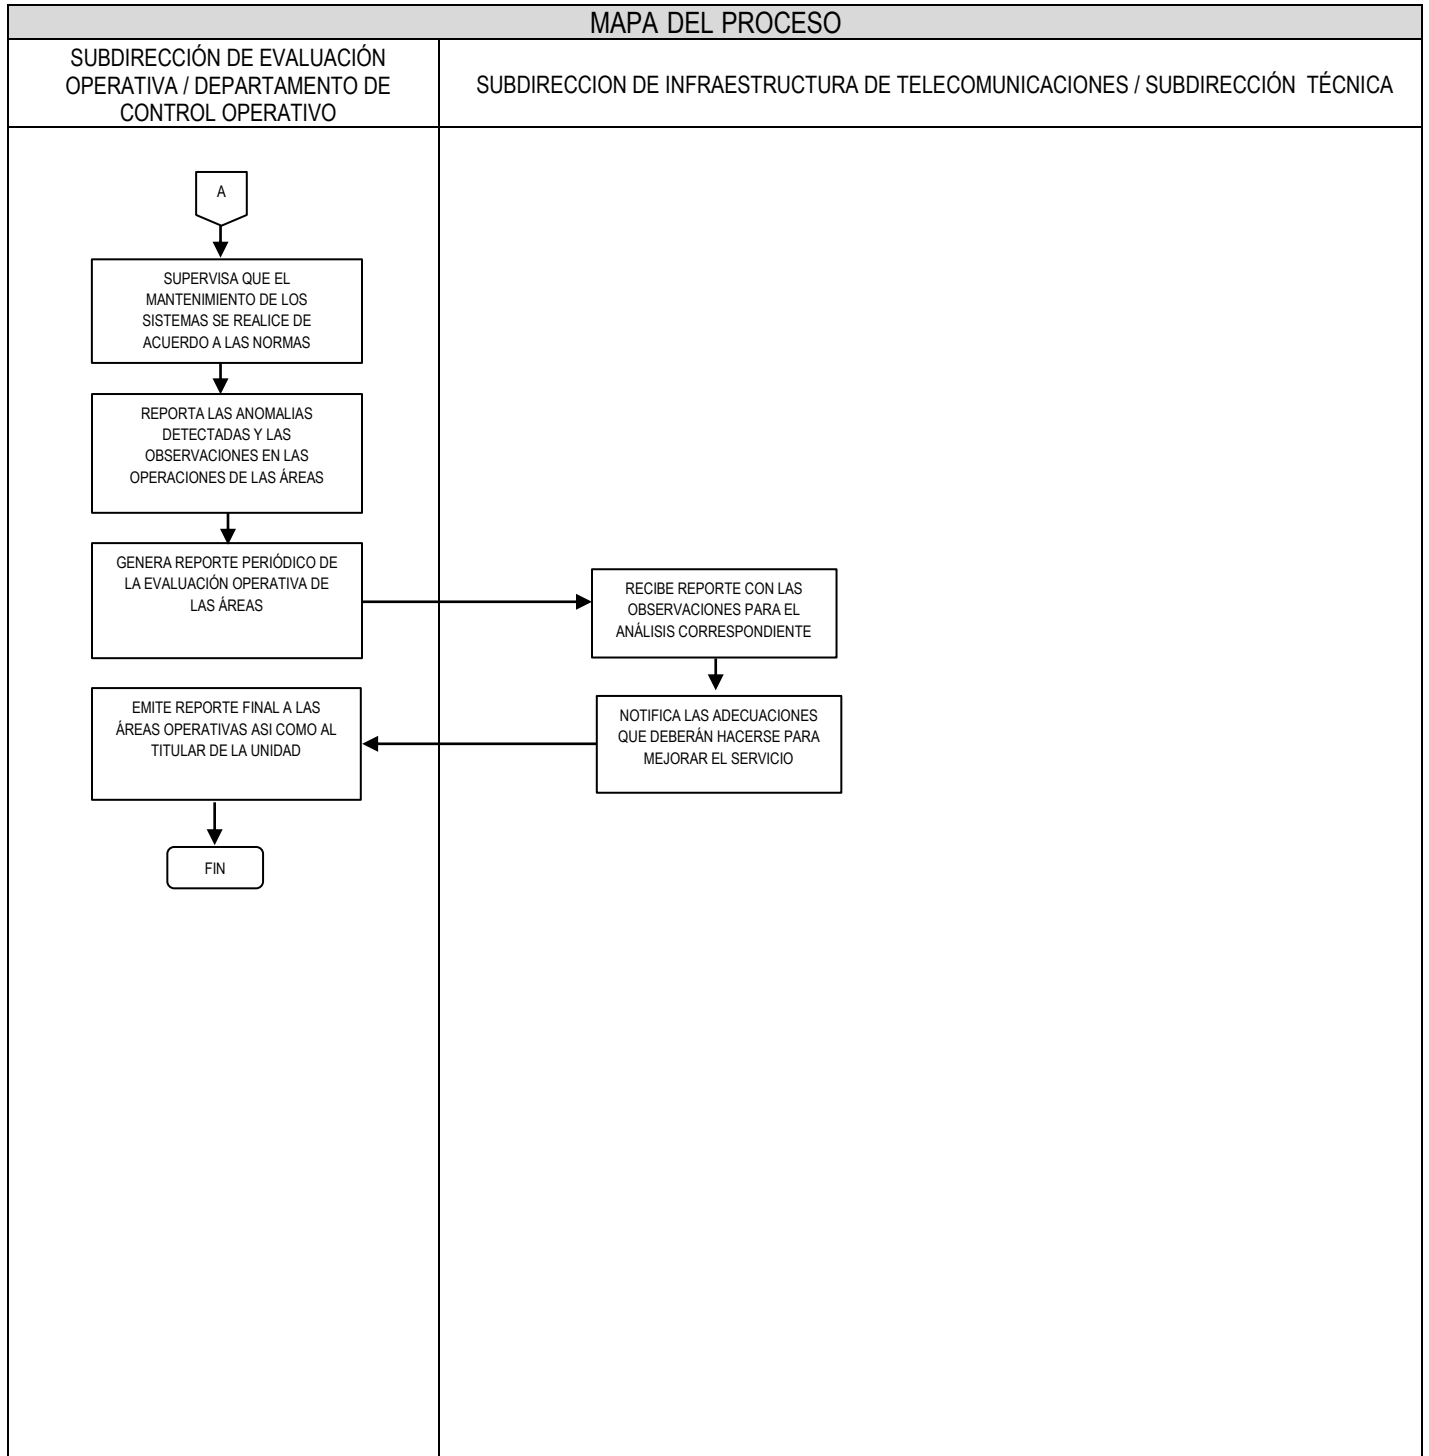 MAPA DEL PROCESO
SUBDIRECCIÓN DE EVALUACIÓN
OPERATIVA / DEPARTAMENTO DE
CONTROL OPERATIVO
SUBDIRECCION DE INFRAESTRUCTURA DE TELECOMUNICACIONES / SUBDIRECCIÓN TÉCNICA
A
SUPERVISA QUE EL
MANTENIMIENTO DE LOS
SISTEMAS SE REALICE DE
ACUERDO A LAS NORMAS
REPORTA LAS ANOMALIAS
DETECTADAS Y LAS
OBSERVACIONES EN LAS
OPERACIONES DE LAS ÁREAS
GENERA REPORTE PERIÓDICO DE
LA EVALUACIÓN OPERATIVA DE
LAS ÁREAS
RECIBE REPORTE CON LAS
OBSERVACIONES PARA EL
ANÁLISIS CORRESPONDIENTE
NOTIFICA LAS ADECUACIONES
QUE DEBERÁN HACERSE PARA
MEJORAR EL SERVICIO
EMITE REPORTE FINAL A LAS
ÁREAS OPERATIVAS ASI COMO AL
TITULAR DE LA UNIDAD
FIN